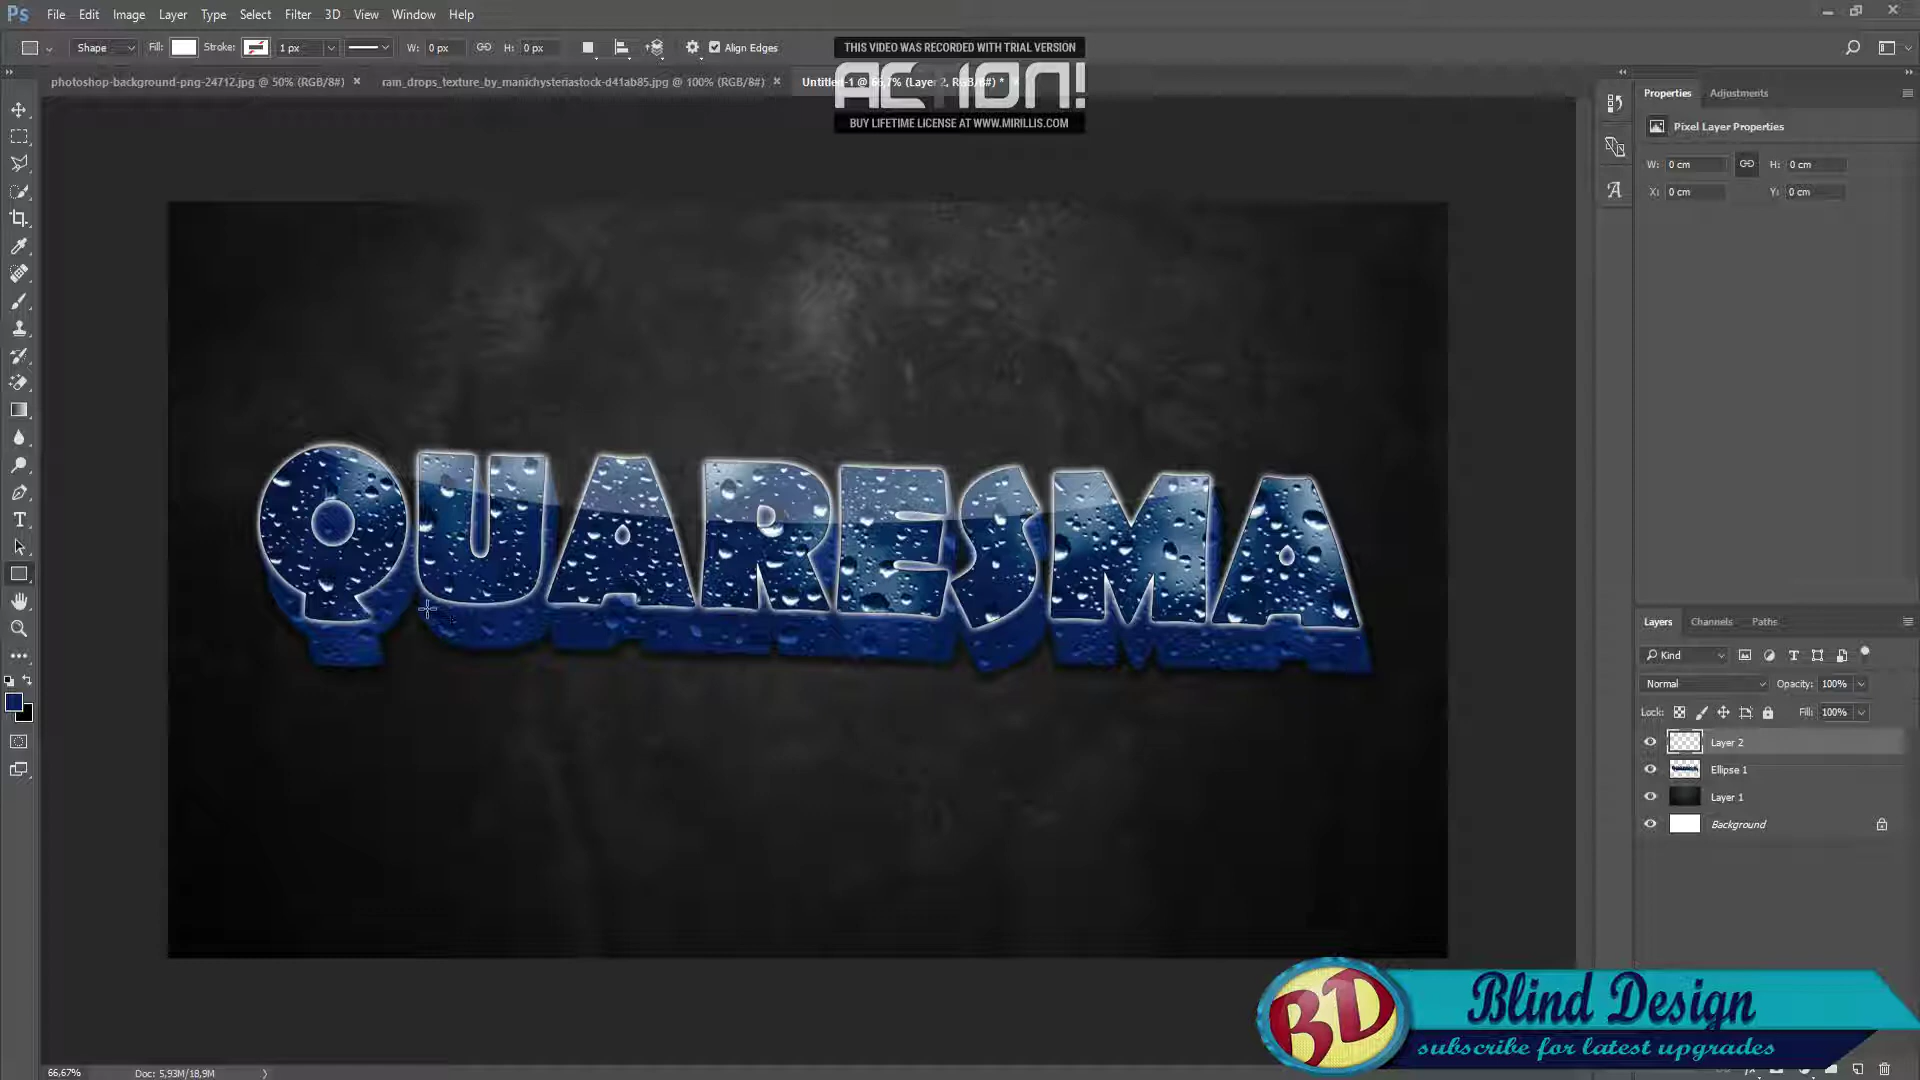 Ps File Edit Image Layer Type Select Filter 3D View Window Help
Shape Fill: Stroke: 1 px W: 0 px H: 0 px Align Edges
THIS VIDEO WAS RECORDED WITH TRIAL VERSION
ACTION!
BUY LIFETIME LICENSE AT WWW.MIRILLIS.COM
photoshop-background-png-24712.jpg @ 50% (RGB/8#) × rain_drops_texture_by_manichysteriastock-d41ab85.jpg @ 100% (RGB/8#) × Untitled-1 @ 66,7% (Layer 2, RGB/8#) *
Properties Adjustments
Pixel Layer Properties
W: 0 cm H: 0 cm
X: 0 cm Y: 0 cm
QUARESMA
Layers Channels Paths
Kind
Normal Opacity: 100%
Lock: Fill: 100%
Layer 2
Ellipse 1
Layer 1
Background
BD
Blind Design
subscribe for latest upgrades
66,67% Doc: 5,93M/18,9M